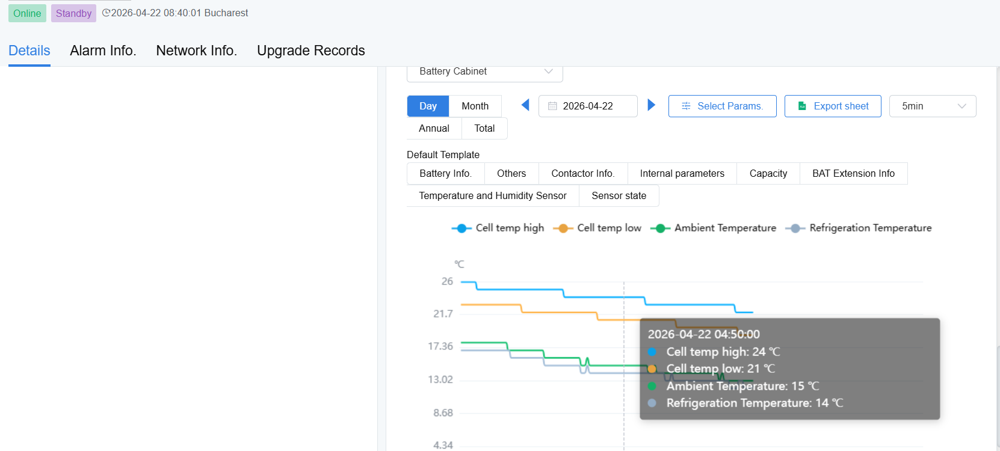 Online Standby 2026-04-22 08:40:01 Bucharest
Details Alarm Info. Network Info. Upgrade Records
Battery Cabinet
Day Month 2026-04-22 Select Params. Export sheet 5min
Annual Total
Default Template
Battery Info. Others Contactor Info. Internal parameters Capacity BAT Extension Info
Temperature and Humidity Sensor Sensor state
Cell temp high Cell temp low Ambient Temperature Refrigeration Temperature
℃
26
21.7
17.36
13.02
8.68
4.34
2026-04-22 04:50:00
Cell temp high: 24 ℃
Cell temp low: 21 ℃
Ambient Temperature: 15 ℃
Refrigeration Temperature: 14 ℃